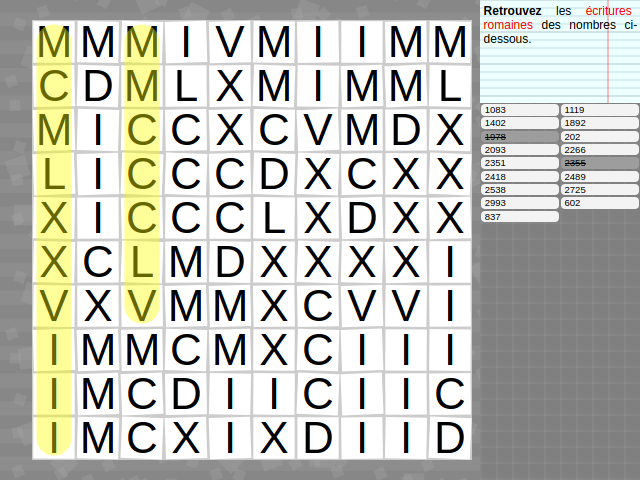 M M M I V M I I M M
C D M L X M I M M L
M I C C X C V M D X
L I C C C D X C X X
X I C C C L X D X X
X C L M D X X X X I
V X V M M X C V V I
I M M C M X C I I I
I M C D I I C I I C
I M C X I X D I I D
Retrouvez les écritures
romaines des nombres ci-
dessous.
1083 1119
1402 1892
1978 202
2093 2266
2351 2355
2418 2489
2538 2725
2993 602
837